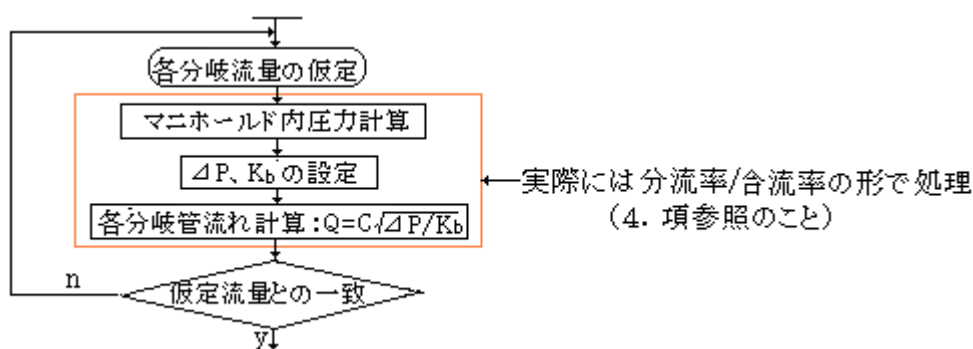 各分岐流量の仮定
マニホールド内圧力計算
⊿P、Kbの設定
各分岐管流れ計算:Q=C√⊿P/Kb
実際には分流率/合流率の形で処理
(4. 項参照のこと)
n
仮定流量との一致
y